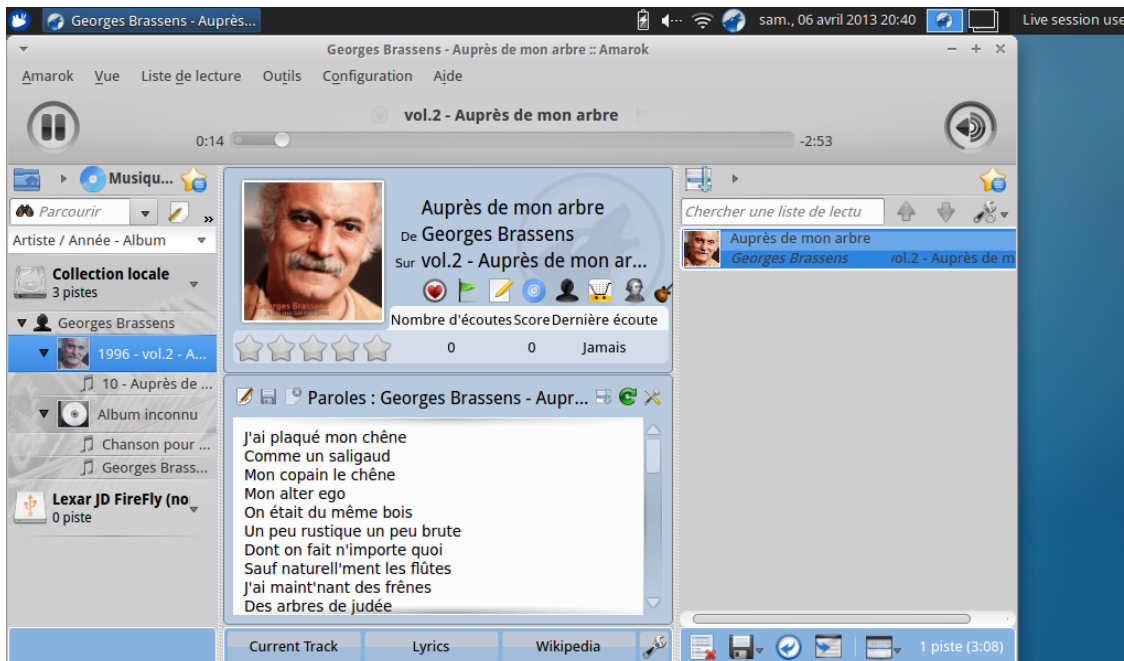 Georges Brassens - Auprès...
sam., 06 avril 2013 20:40
Live session use
Georges Brassens - Auprès de mon arbre :: Amarok
Amarok Vue Liste de lecture Outils Configuration Aide
vol.2 - Auprès de mon arbre
0:14
-2:53
Musiqu...
Parcourir
»
Artiste / Année - Album
Collection locale
3 pistes
Georges Brassens
1996 - vol.2 - A...
10 - Auprès de ...
Album inconnu
Chanson pour ...
Georges Brass...
Lexar JD FireFly (no
0 piste
Georges Brassens
Auprès de mon arbre
De Georges Brassens
Sur vol.2 - Auprès de mon ar...
Nombre d'écoutes Score Dernière écoute
0 0 Jamais
Paroles : Georges Brassens - Aupr...
J'ai plaqué mon chêne
Comme un saligaud
Mon copain le chêne
Mon alter ego
On était du même bois
Un peu rustique un peu brute
Dont on fait n'importe quoi
Sauf naturell'ment les flûtes
J'ai maint'nant des frênes
Des arbres de judée
Current Track Lyrics Wikipedia
Chercher une liste de lectu
Auprès de mon arbre
Georges Brassens vol.2 - Auprès de m
1 piste (3:08)